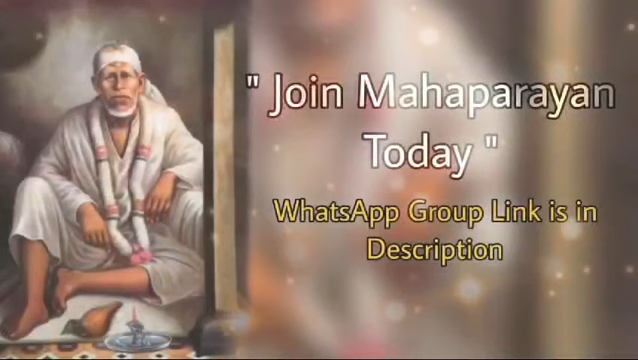 " Join Mahaparayan
Today "
WhatsApp Group Link is in
Description